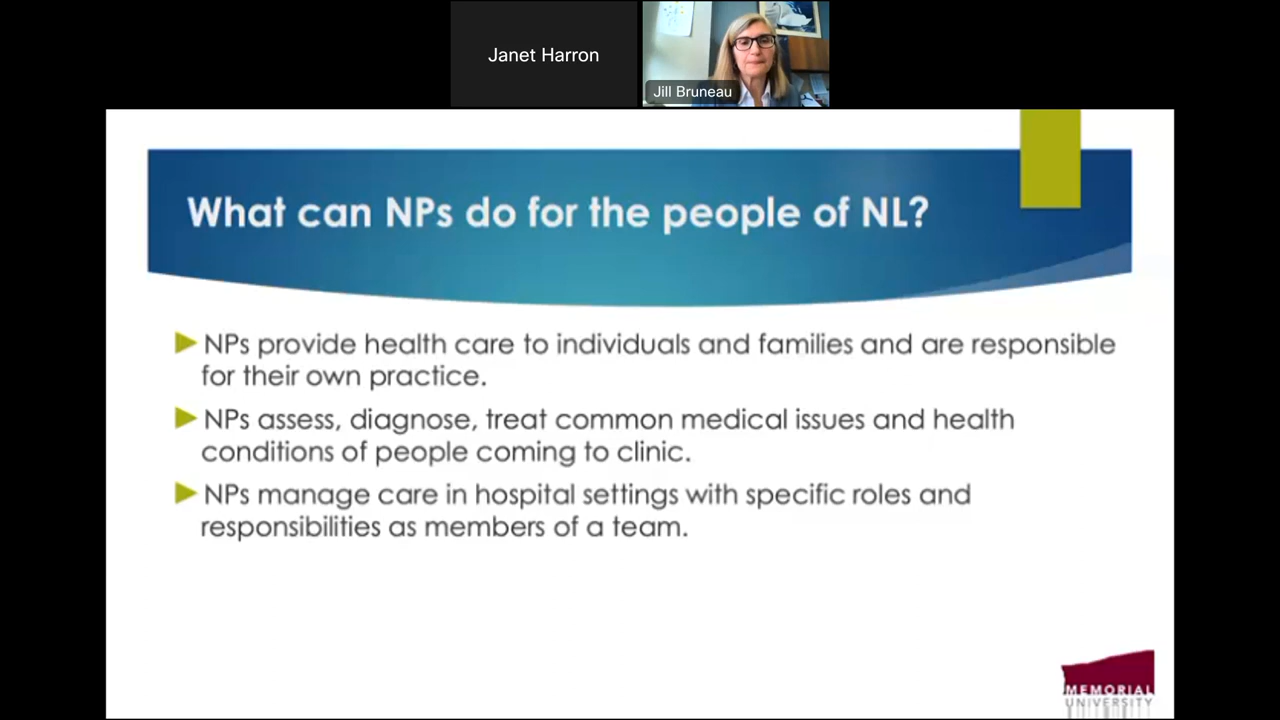 Janet Harron
Jill Bruneau
What can NPs do for the people of NL?
NPs provide health care to individuals and families and are responsible
for their own practice.
NPs assess, diagnose, treat common medical issues and health
conditions of people coming to clinic.
NPs manage care in hospital settings with specific roles and
responsibilities as members of a team.
MEMORIAL
UNIVERSITY